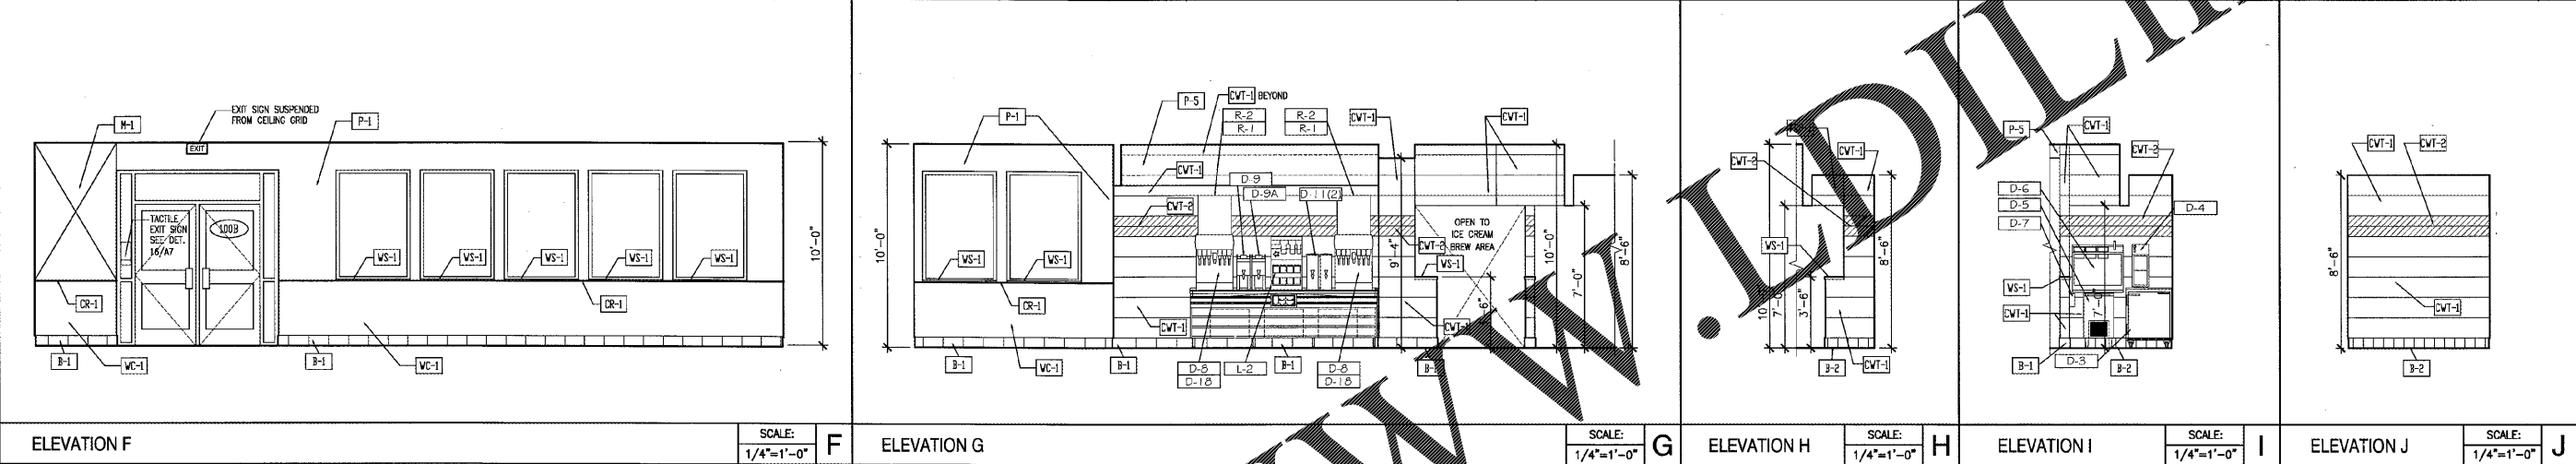 EXIT SIGN SUSPENDED
FROM CEILING GRID
M-1
P-1
EXIT
TACTILE
EXIT SIGN
SEE DET.
16/A7
100B
WS-1
WS-1
WS-1
WS-1
WS-1
CR-1
CR-1
10'-0"
B-1
WC-1
B-1
WC-1
ELEVATION F
SCALE:
1/4"=1'-0"
F
P-1
P-5
CWT-1 BEYOND
R-2
R-1
R-2
R-1
CWT-1
CWT-1
CWT-1
D-9
D-9A
D-11(2)
CWT-2
OPEN TO
ICE CREAM
BREW AREA
CWT-2
10'-0"
WS-1
WS-1
WS-1
9'-4"
10'-0"
7'-0"
8'-6"
CR-1
CWT-1
CWT-1
B-1
WC-1
B-1
D-8
D-18
L-2
B-1
D-8
D-18
ELEVATION G
SCALE:
1/4"=1'-0"
G
CWT-1
CWT-2
WS-1
7'-0"
3'-6"
8'-6"
B-2
CWT-1
ELEVATION H
SCALE:
1/4"=1'-0"
H
P-5
CWT-1
CWT-2
D-6
D-5
D-7
D-4
WS-1
CWT-1
7'-0"
B-1
D-3
B-2
ELEVATION I
SCALE:
1/4"=1'-0"
I
CWT-1
CWT-2
8'-6"
CWT-1
B-2
ELEVATION J
SCALE:
1/4"=1'-0"
J